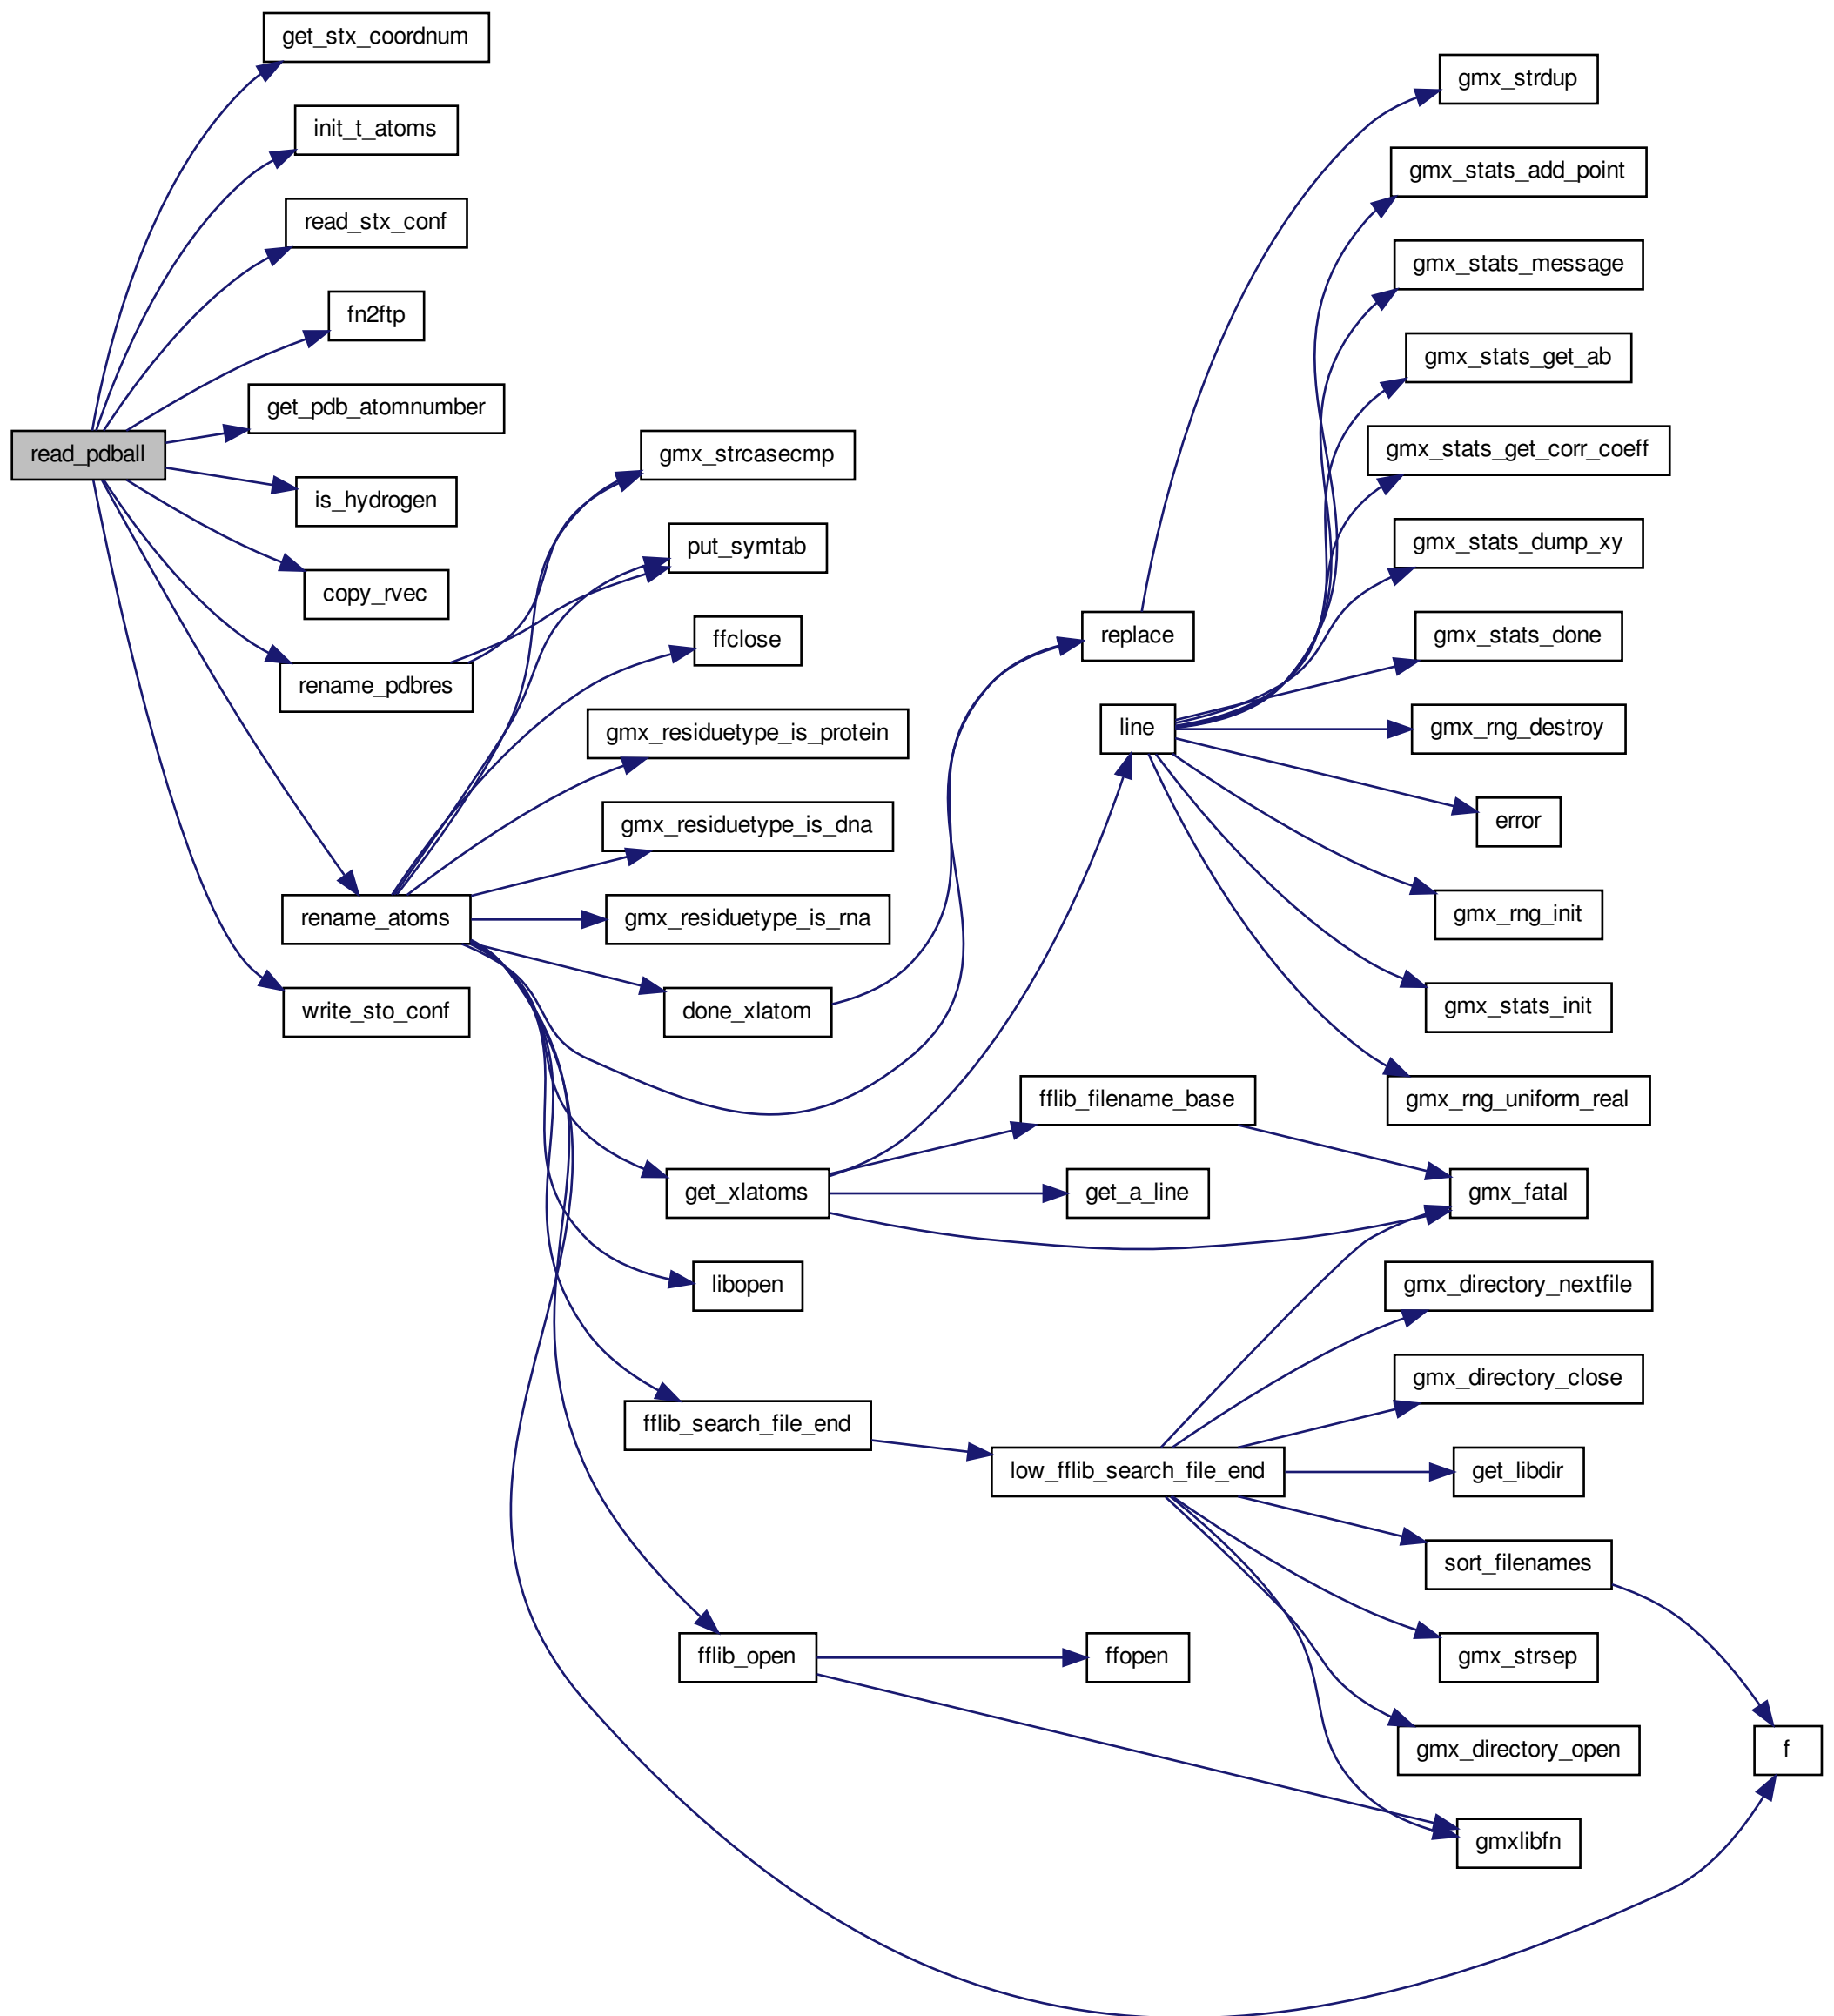 read_pdball
get_stx_coordnum
init_t_atoms
read_stx_conf
fn2ftp
get_pdb_atomnumber
is_hydrogen
copy_rvec
rename_pdbres
rename_atoms
write_sto_conf
gmx_strcasecmp
put_symtab
ffclose
gmx_residuetype_is_protein
gmx_residuetype_is_dna
gmx_residuetype_is_rna
done_xlatom
get_xlatoms
libopen
fflib_search_file_end
fflib_open
replace
line
fflib_filename_base
get_a_line
low_fflib_search_file_end
ffopen
gmx_strdup
gmx_stats_add_point
gmx_stats_message
gmx_stats_get_ab
gmx_stats_get_corr_coeff
gmx_stats_dump_xy
gmx_stats_done
gmx_rng_destroy
error
gmx_rng_init
gmx_stats_init
gmx_rng_uniform_real
gmx_fatal
gmx_directory_nextfile
gmx_directory_close
get_libdir
sort_filenames
gmx_strsep
gmx_directory_open
gmxlibfn
f